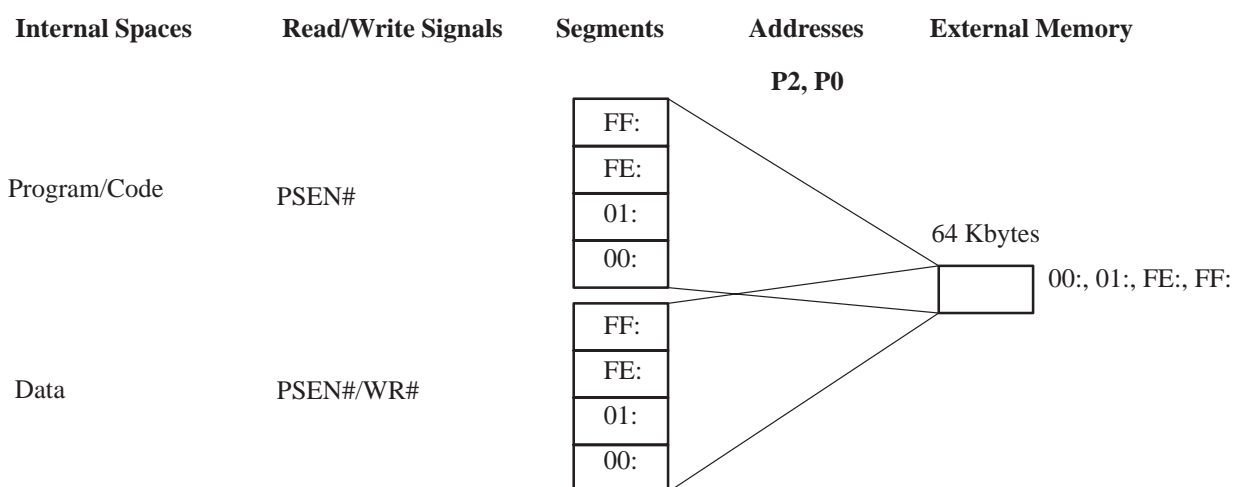 Internal Spaces Read/Write Signals Segments Addresses External Memory
P2, P0
FF:
FE:
Program/Code PSEN#
01:
64 Kbytes
00:
00:, 01:, FE:, FF:
FF:
FE:
Data PSEN#/WR#
01:
00: